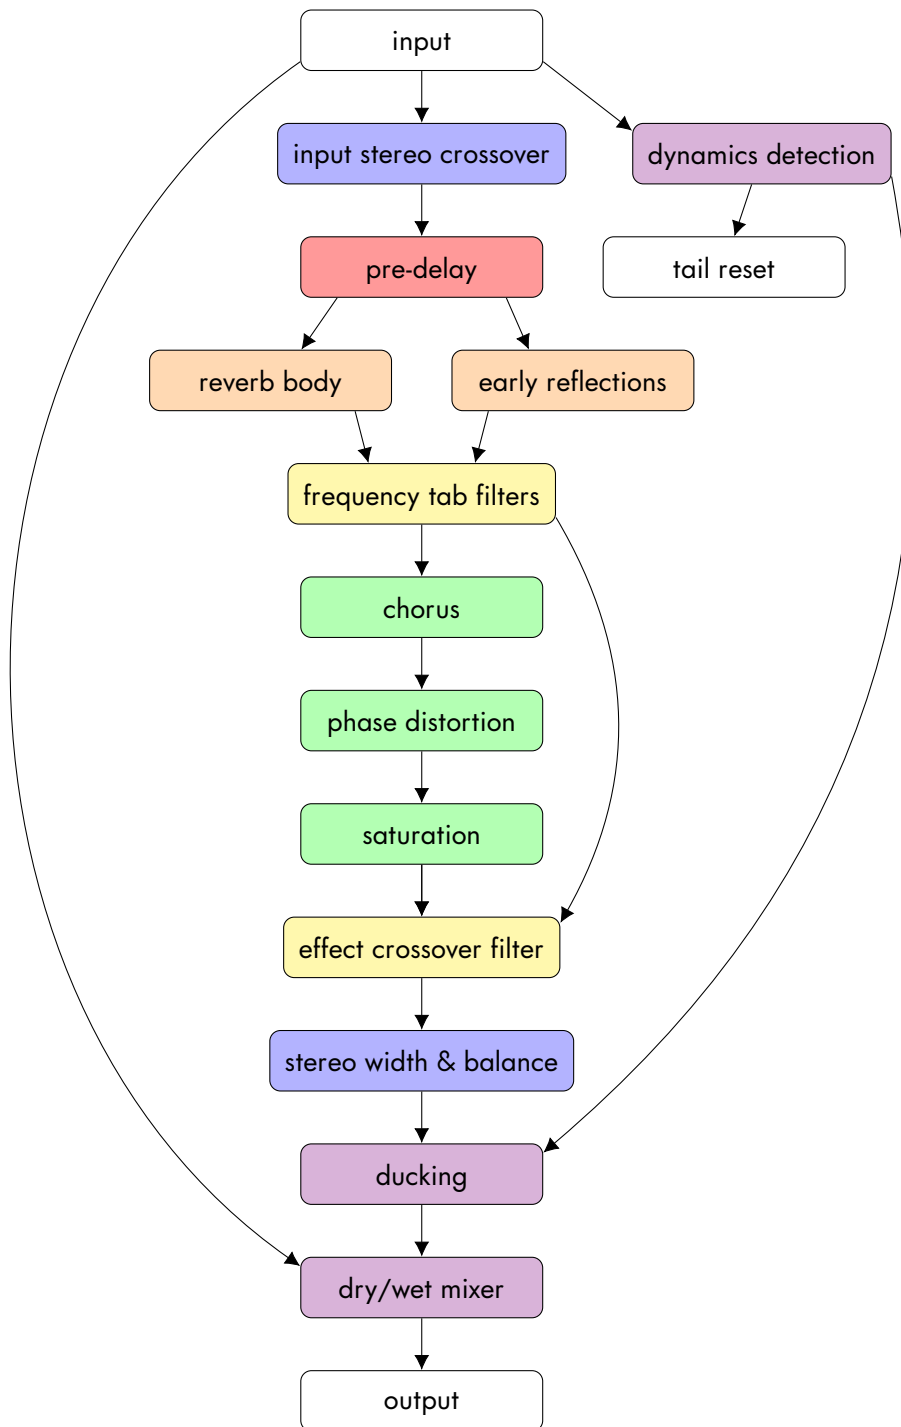 input
input stereo crossover
dynamics detection
pre-delay
tail reset
reverb body
early reflections
frequency tab filters
chorus
phase distortion
saturation
effect crossover filter
stereo width & balance
ducking
dry/wet mixer
output